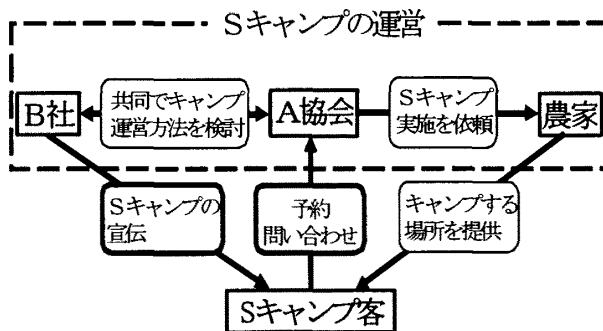 Sキャンプの運営
B社
共同でキャンプ
運営方法を検討
A協会
Sキャンプ
実施を依頼
農家
Sキャンプの
宣伝
予約
問い合わせ
キャンプする
場所を提供
Sキャンプ客